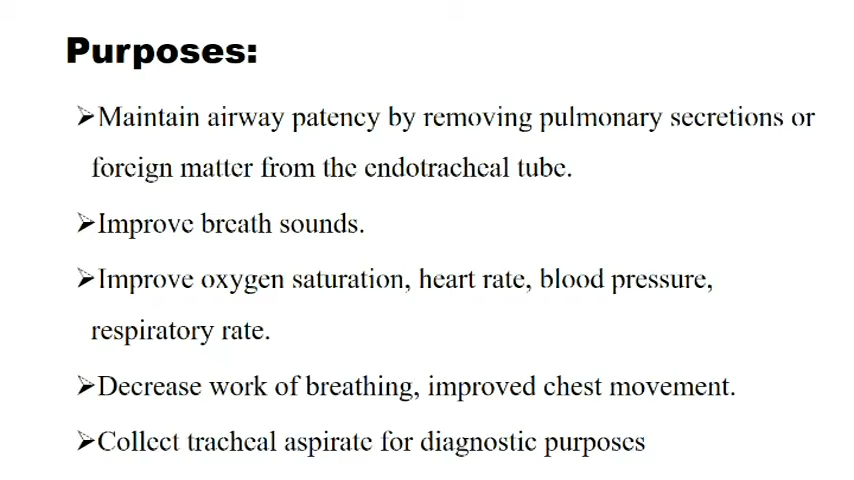 Purposes:
➢Maintain airway patency by removing pulmonary secretions or
foreign matter from the endotracheal tube.
➢Improve breath sounds.
➢Improve oxygen saturation, heart rate, blood pressure,
respiratory rate.
➢Decrease work of breathing, improved chest movement.
➢Collect tracheal aspirate for diagnostic purposes